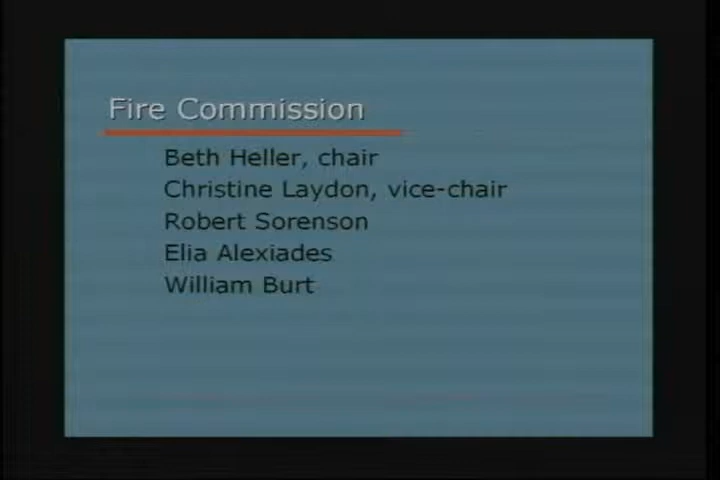 Fire Commission
Beth Heller, chair
Christine Laydon, vice-chair
Robert Sorenson
Elia Alexiades
William Burt